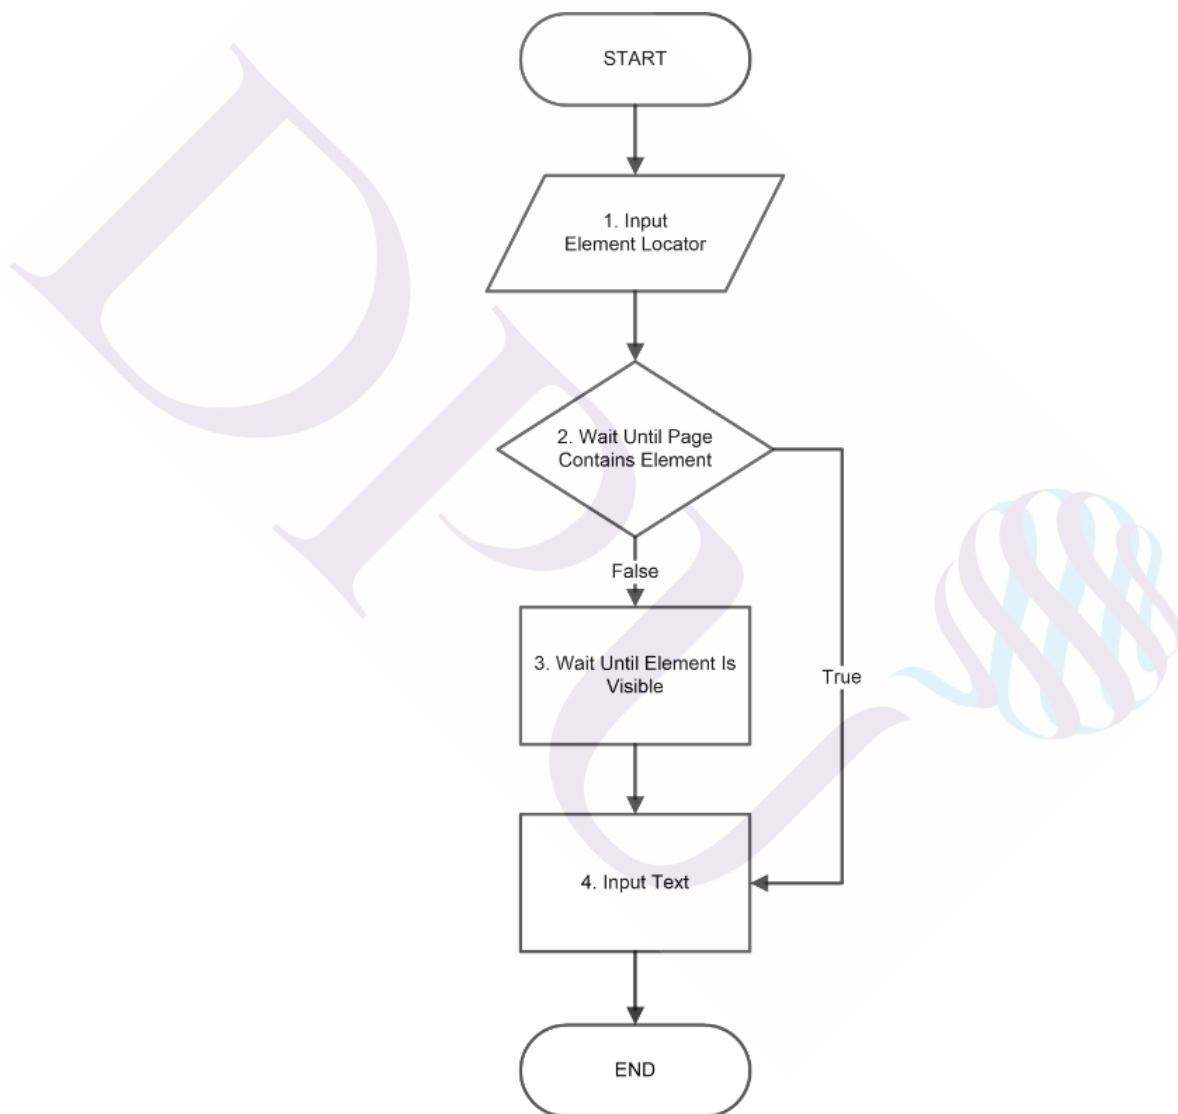 START
1. Input
Element Locator
2. Wait Until Page
Contains Element
False
3. Wait Until Element Is
Visible
True
4. Input Text
END
DPU